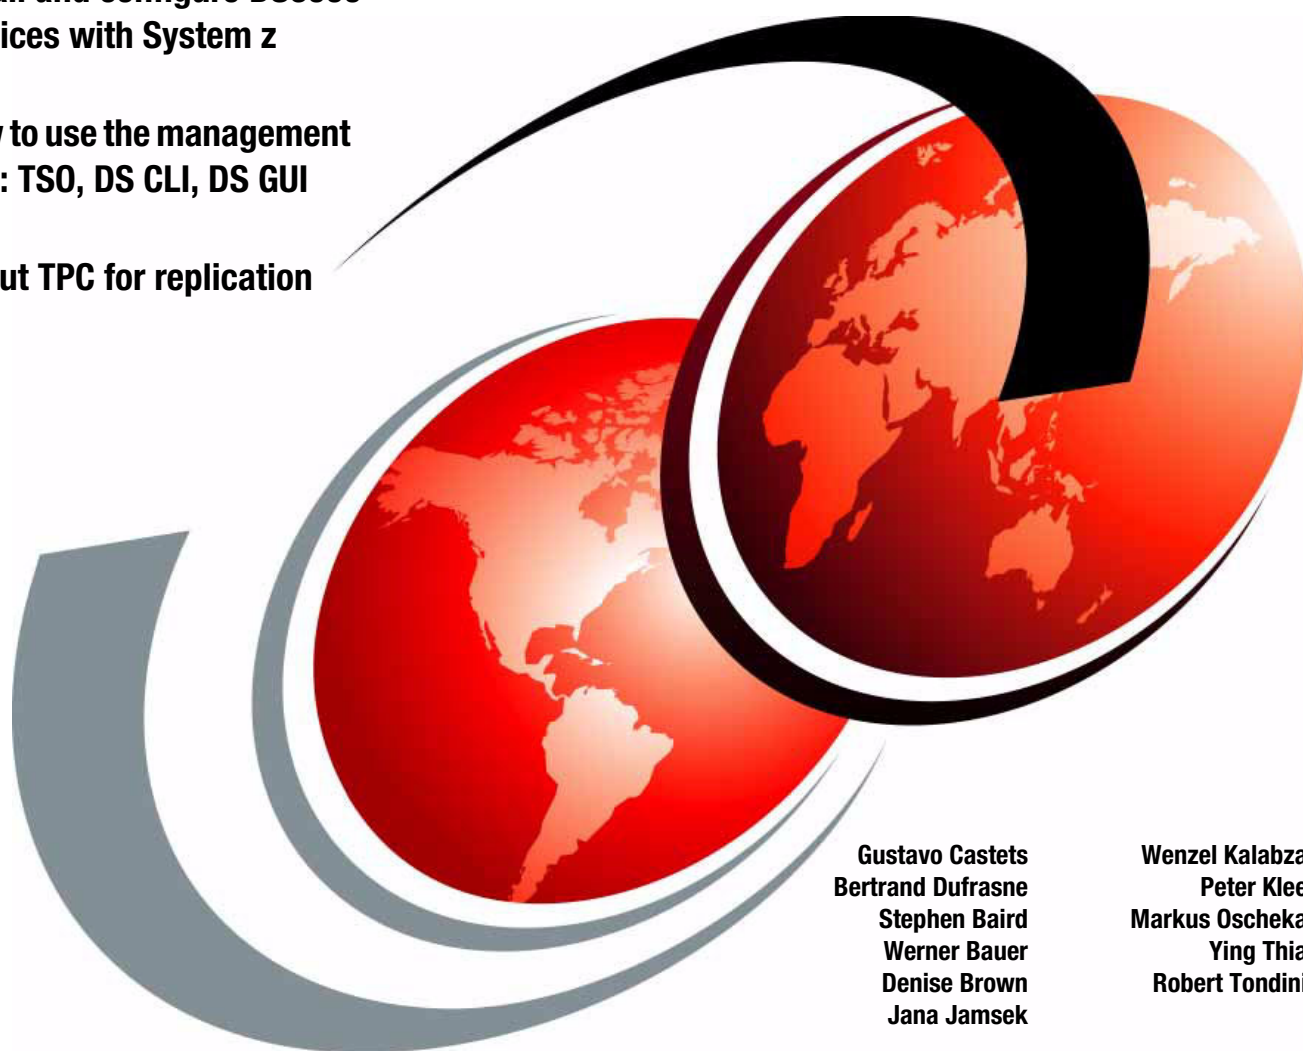 ices with System z
to use the management
: TSO, DS CLI, DS GUI
ut TPC for replication
Gustavo Castets
Bertrand Dufrasne
Stephen Baird
Werner Bauer
Denise Brown
Jana Jamsek
Wenzel Kalabza
Peter Klee
Markus Oscheka
Ying Thia
Robert Tondini